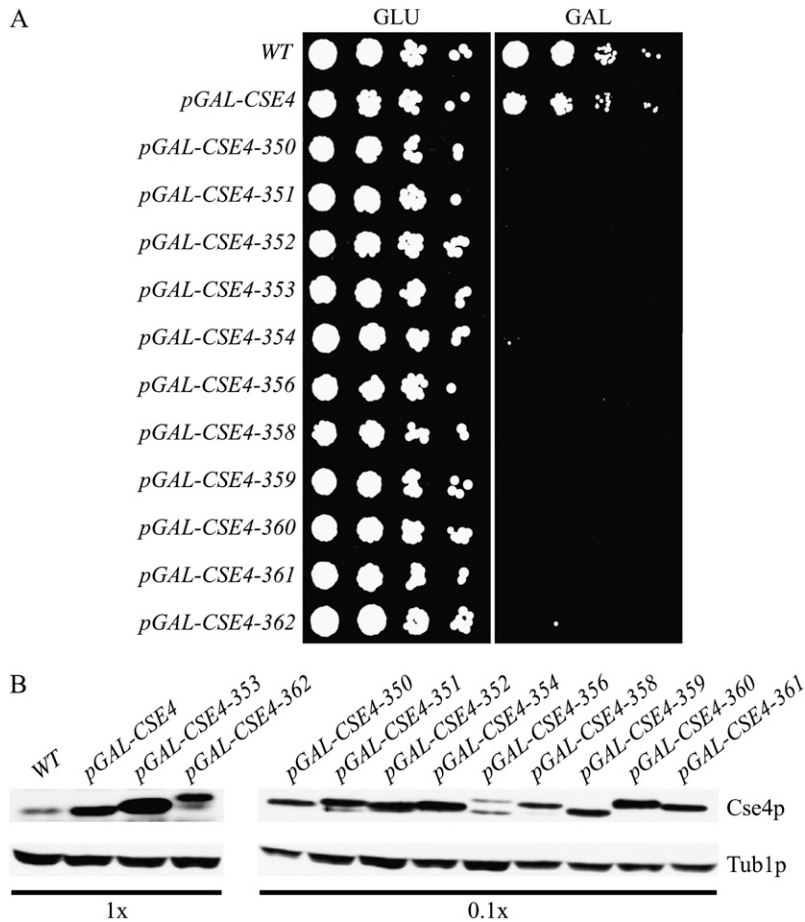 A
GLU GAL
WT
pGAL-CSE4
pGAL-CSE4-350
pGAL-CSE4-351
pGAL-CSE4-352
pGAL-CSE4-353
pGAL-CSE4-354
pGAL-CSE4-356
pGAL-CSE4-358
pGAL-CSE4-359
pGAL-CSE4-360
pGAL-CSE4-361
pGAL-CSE4-362
B
WT
pGAL-CSE4
pGAL-CSE4-353
pGAL-CSE4-362
pGAL-CSE4-350
pGAL-CSE4-351
pGAL-CSE4-352
pGAL-CSE4-354
pGAL-CSE4-356
pGAL-CSE4-358
pGAL-CSE4-359
pGAL-CSE4-360
pGAL-CSE4-361
Cse4p
Tub1p
1x 0.1x